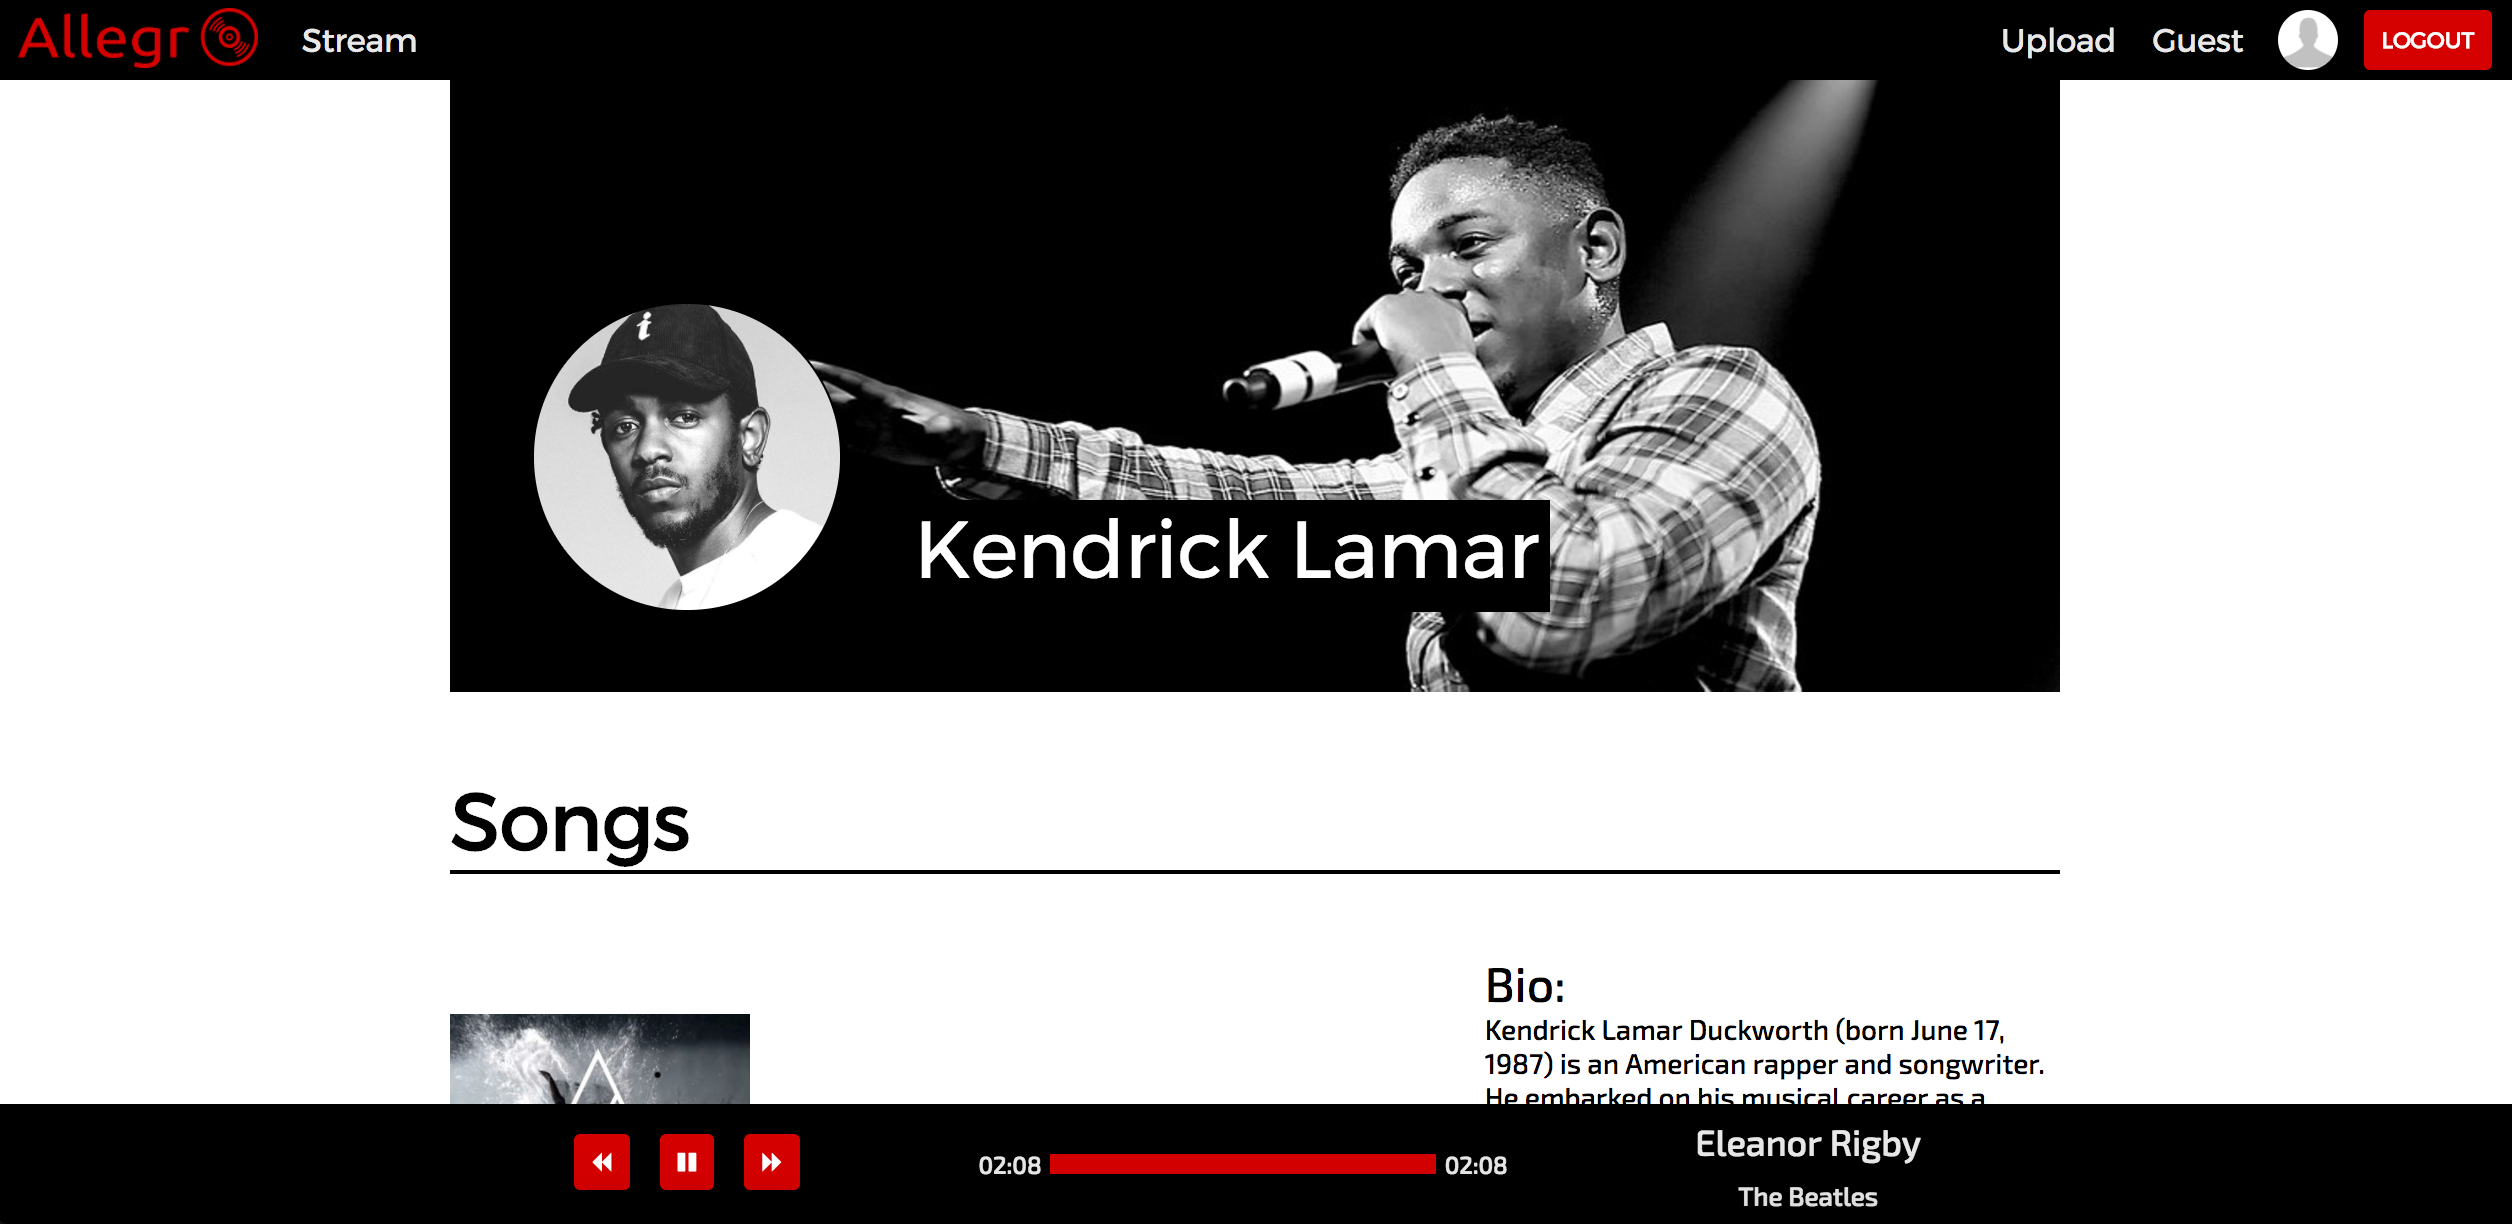 Allegr
Stream
Upload
Guest
LOGOUT
i
Kendrick Lamar
Songs
Bio:
Kendrick Lamar Duckworth (born June 17,
1987) is an American rapper and songwriter.
He embarked on his musical career as a
02:08
02:08
Eleanor Rigby
The Beatles